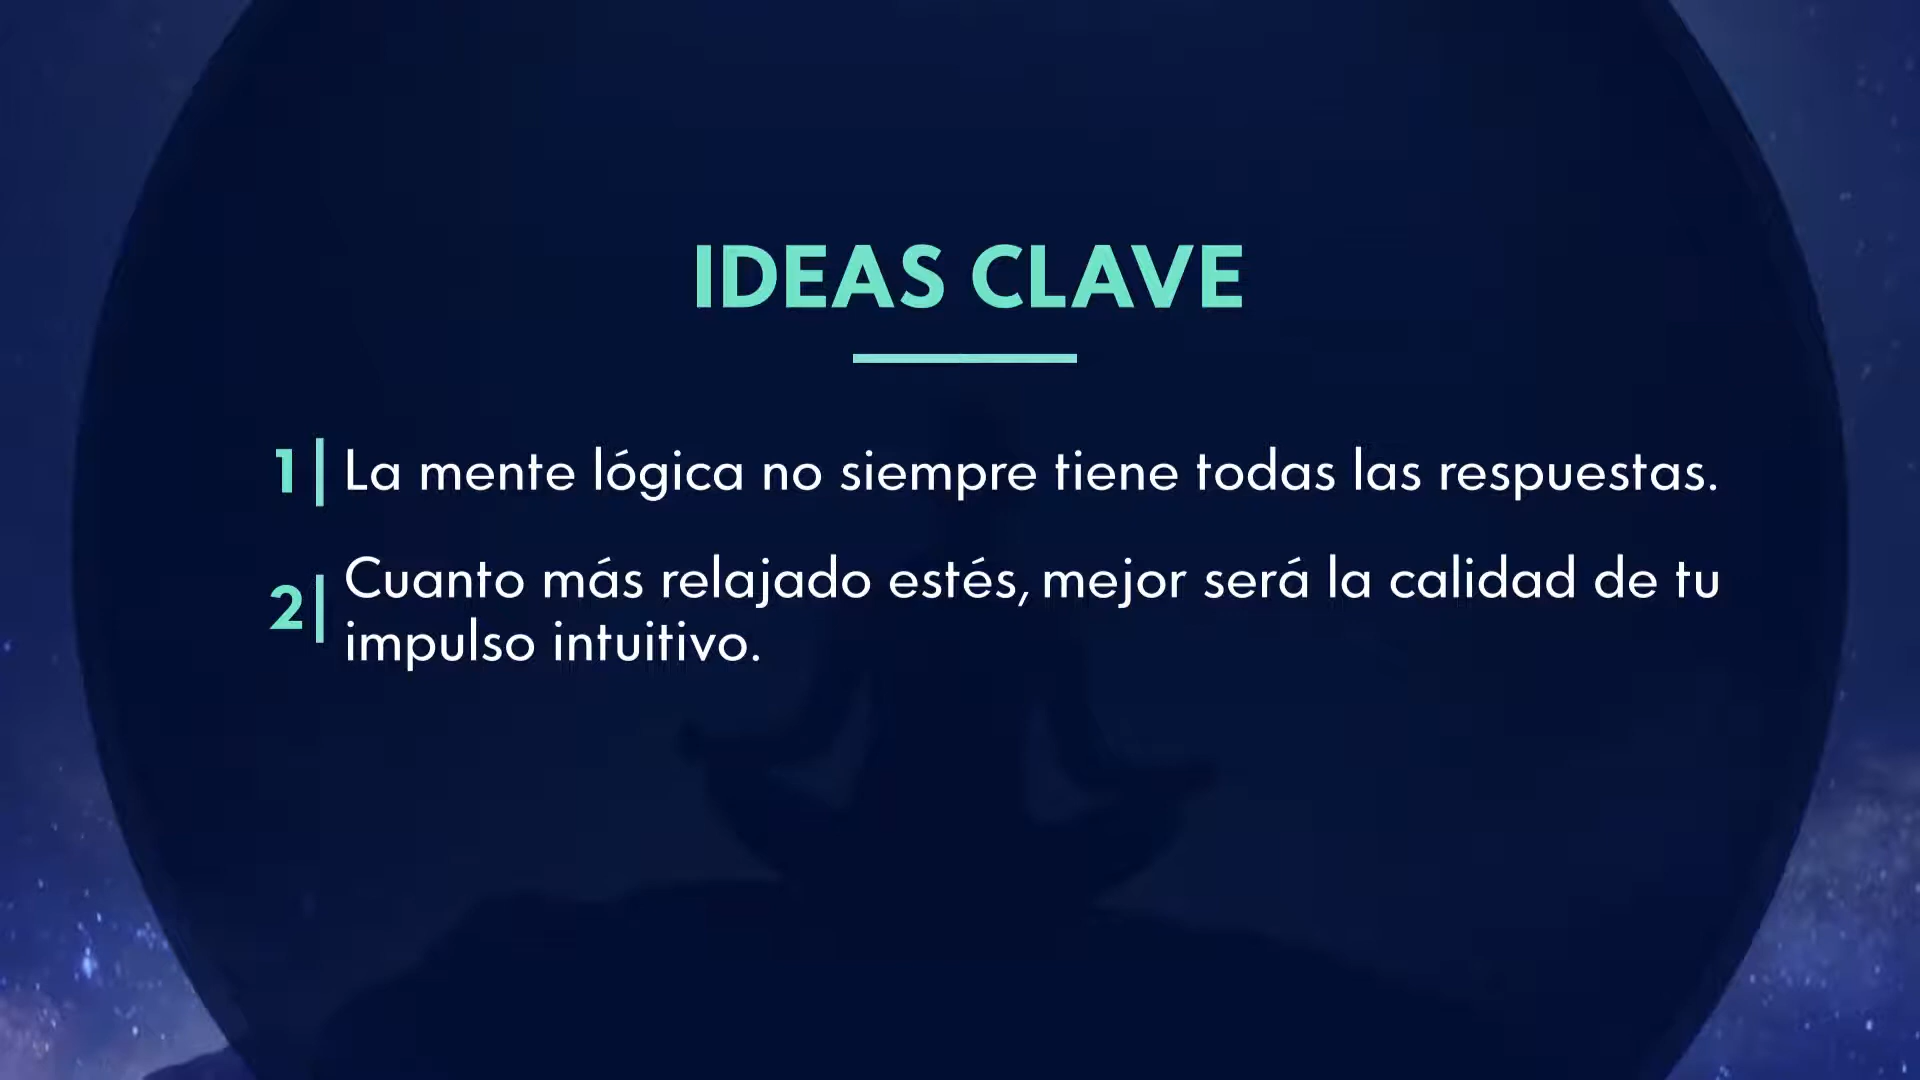 IDEAS CLAVE
1| La mente lógica no siempre tiene todas las respuestas.
2| Cuanto más relajado estés, mejor será la calidad de tu
impulso intuitivo.